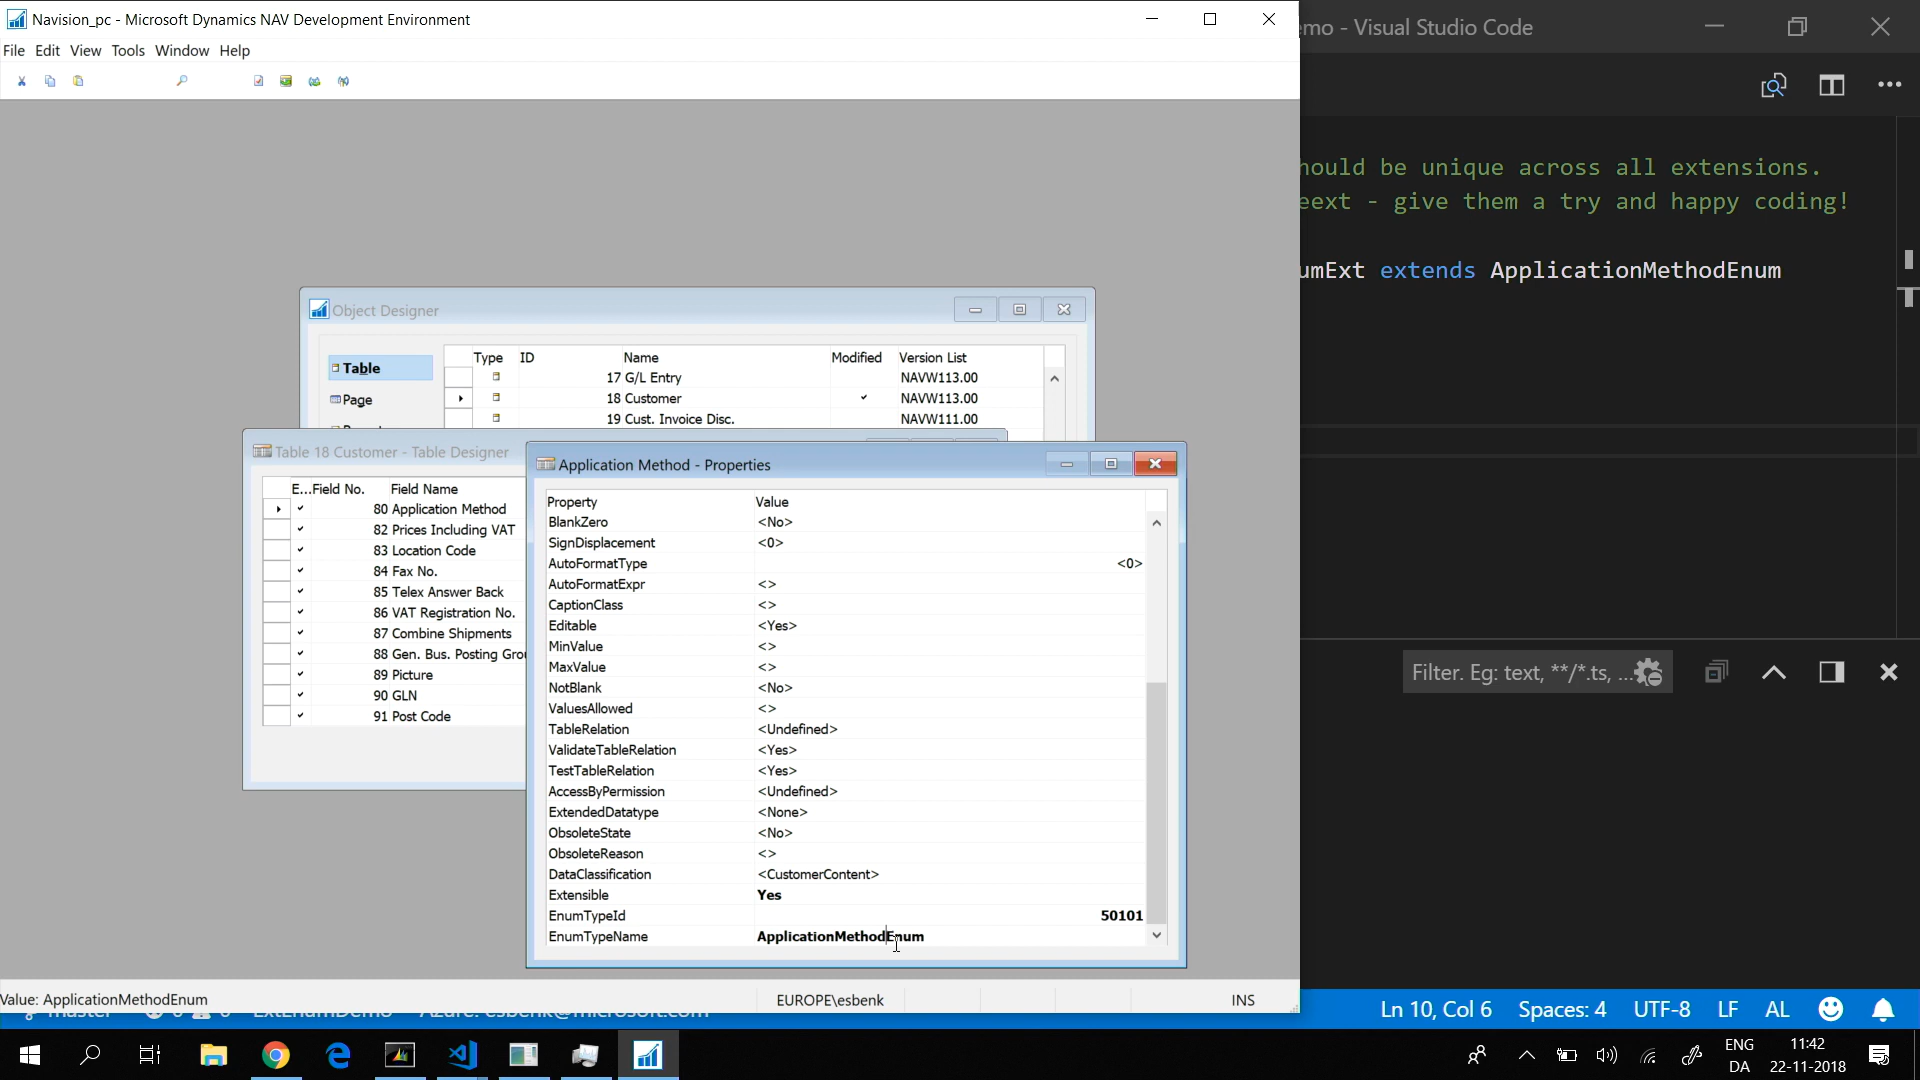 Navision_pc - Microsoft Dynamics NAV Development Environment
File Edit View Tools Window Help
Object Designer
Table
Page
Type ID Name Modified Version List
17 G/L Entry NAVW113.00
18 Customer NAVW113.00
19 Cust. Invoice Disc. NAVW111.00
Table 18 Customer - Table Designer
E... Field No. Field Name
80 Application Method
82 Prices Including VAT
83 Location Code
84 Fax No.
85 Telex Answer Back
86 VAT Registration No.
87 Combine Shipments
88 Gen. Bus. Posting Gro
89 Picture
90 GLN
91 Post Code
Application Method - Properties
Property Value
BlankZero <No>
SignDisplacement <0>
AutoFormatType <0>
AutoFormatExpr <>
CaptionClass <>
Editable <Yes>
MinValue <>
MaxValue <>
NotBlank <No>
ValuesAllowed <>
TableRelation <Undefined>
ValidateTableRelation <Yes>
TestTableRelation <Yes>
AccessByPermission <Undefined>
ExtendedDatatype <None>
ObsoleteState <No>
ObsoleteReason <>
DataClassification <CustomerContent>
Extensible Yes
EnumTypeId 50101
EnumTypeName ApplicationMethodEnum
Value: ApplicationMethodEnum EUROPE\esbenk INS
emo - Visual Studio Code
hould be unique across all extensions.
eext - give them a try and happy coding!
umExt extends ApplicationMethodEnum
Filter. Eg: text, **/*.ts, ...
Ln 10, Col 6 Spaces: 4 UTF-8 LF AL
ENG
DA
11:42
22-11-2018